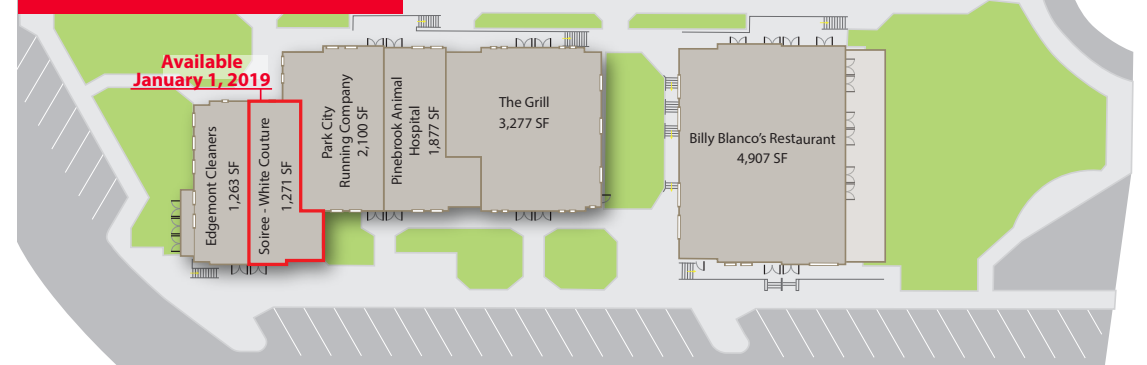 Available
January 1, 2019
Edgemont Cleaners
1,263 SF
Soiree - White Couture
1,271 SF
Park City
Running Company
2,100 SF
Pinebrook Animal
Hospital
1,877 SF
The Grill
3,277 SF
Billy Blanco’s Restaurant
4,907 SF